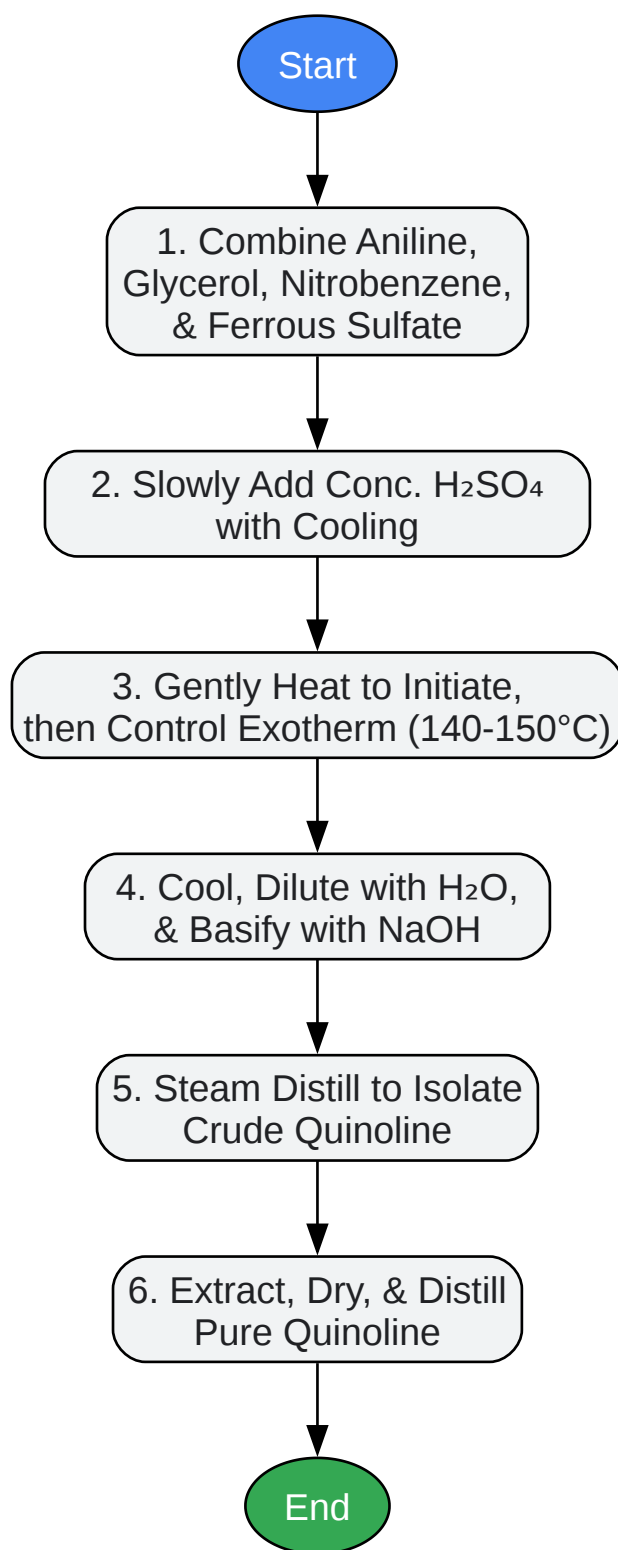 Start
1. Combine Aniline,
Glycerol, Nitrobenzene,
& Ferrous Sulfate
2. Slowly Add Conc. H₂SO₄
with Cooling
3. Gently Heat to Initiate,
then Control Exotherm (140-150°C)
4. Cool, Dilute with H₂O,
& Basify with NaOH
5. Steam Distill to Isolate
Crude Quinoline
6. Extract, Dry, & Distill
Pure Quinoline
End